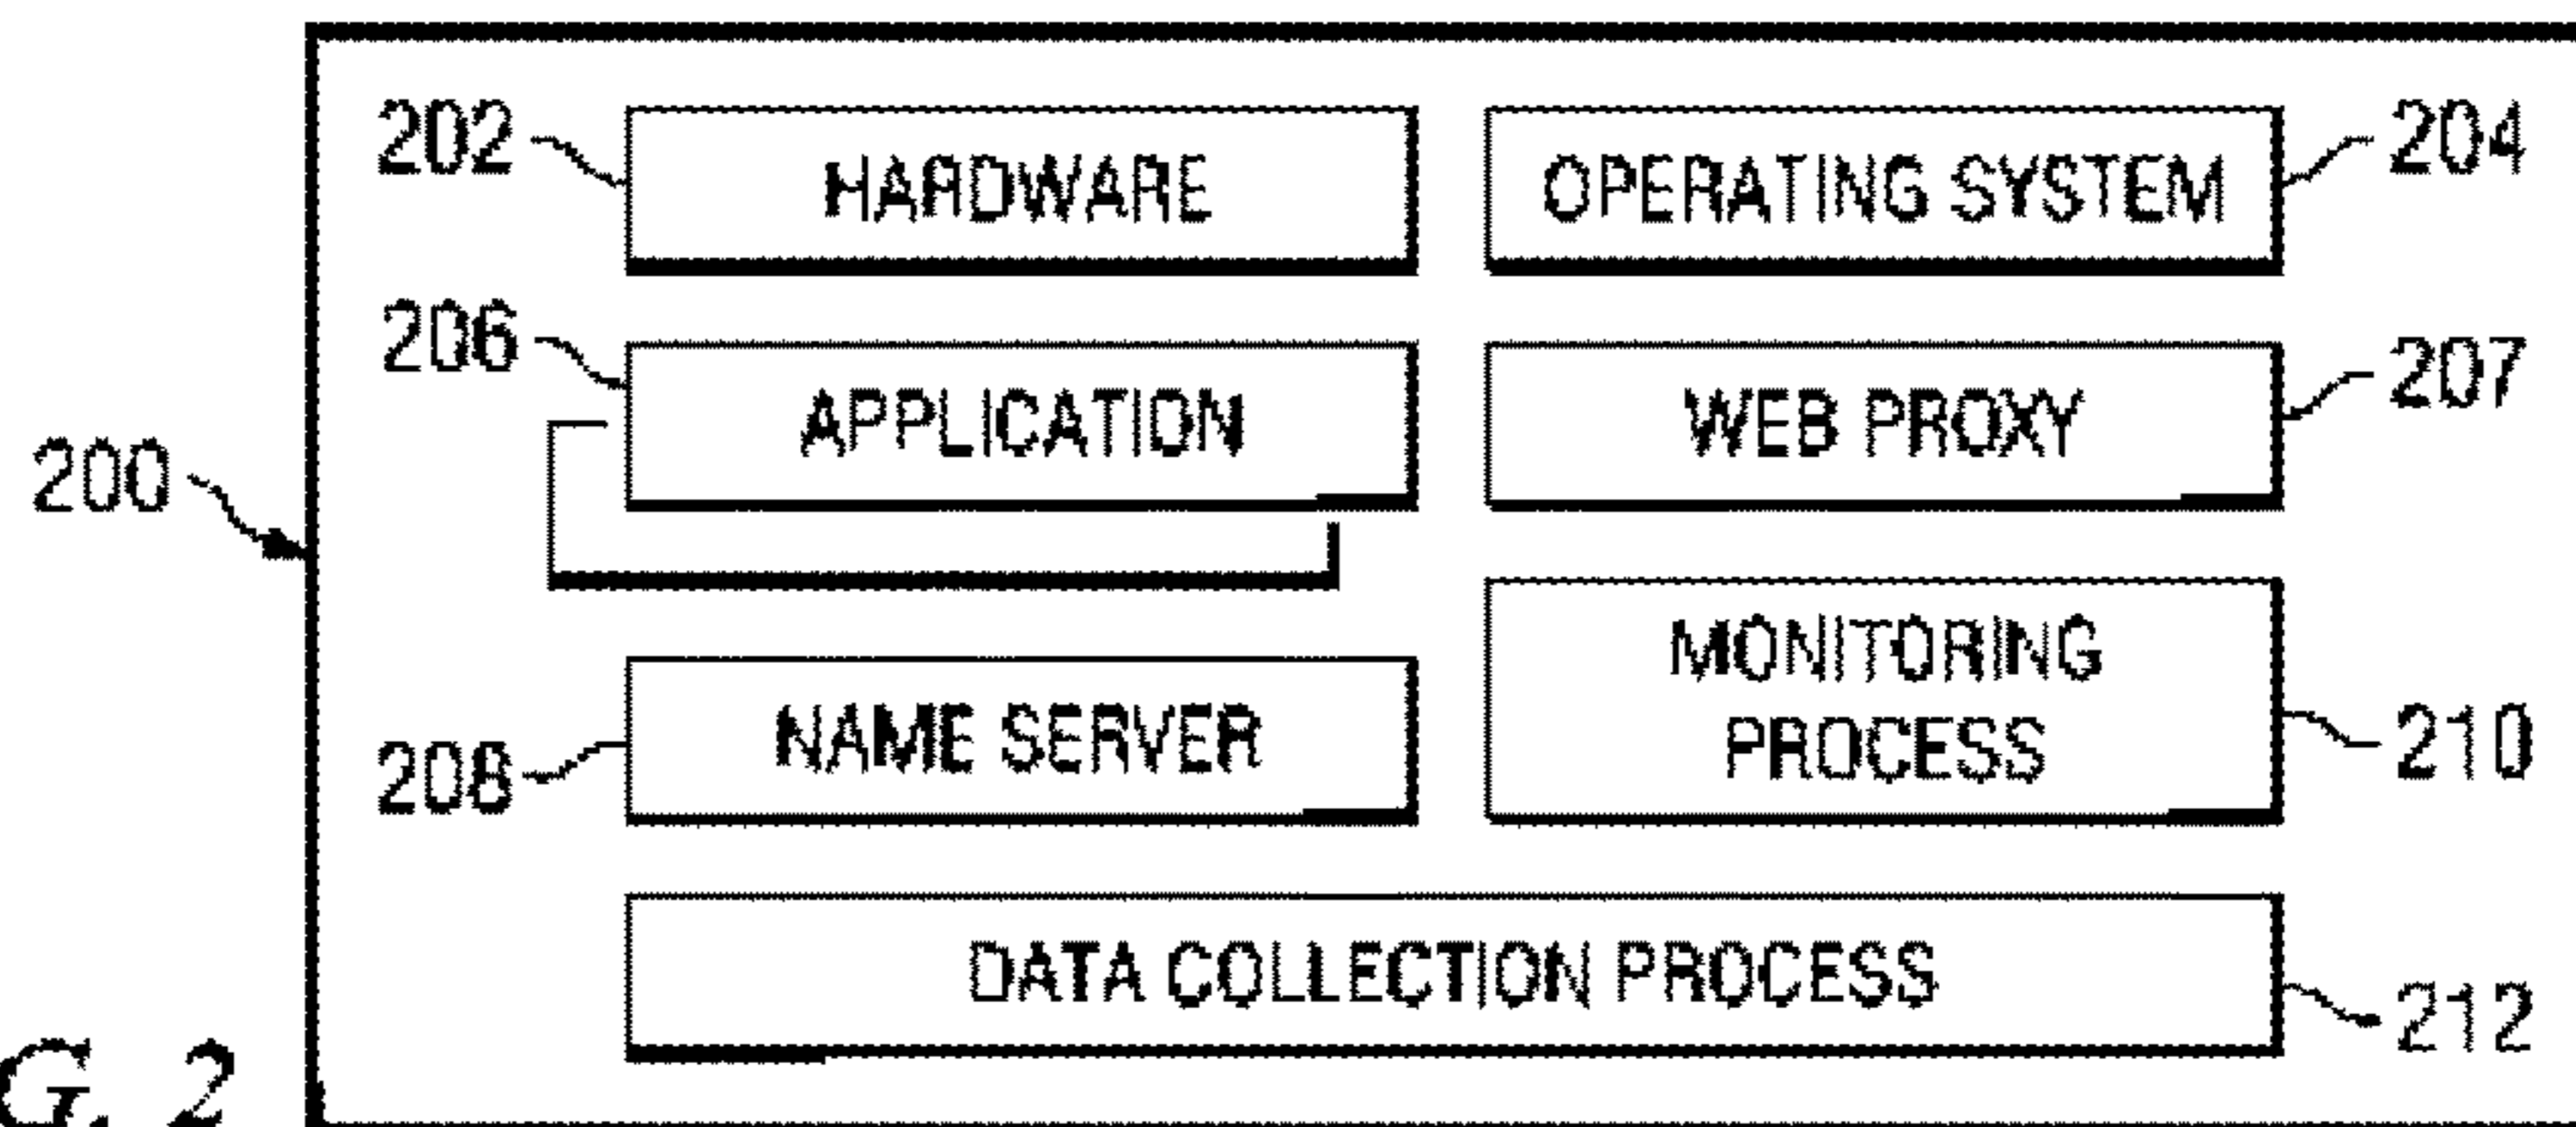 202 HARDWARE OPERATING SYSTEM 204
206 APPLICATION WEB PROXY 207
200
MONITORING
208 NAME SERVER PROCESS 210
DATA COLLECTION PROCESS 212
G. 2